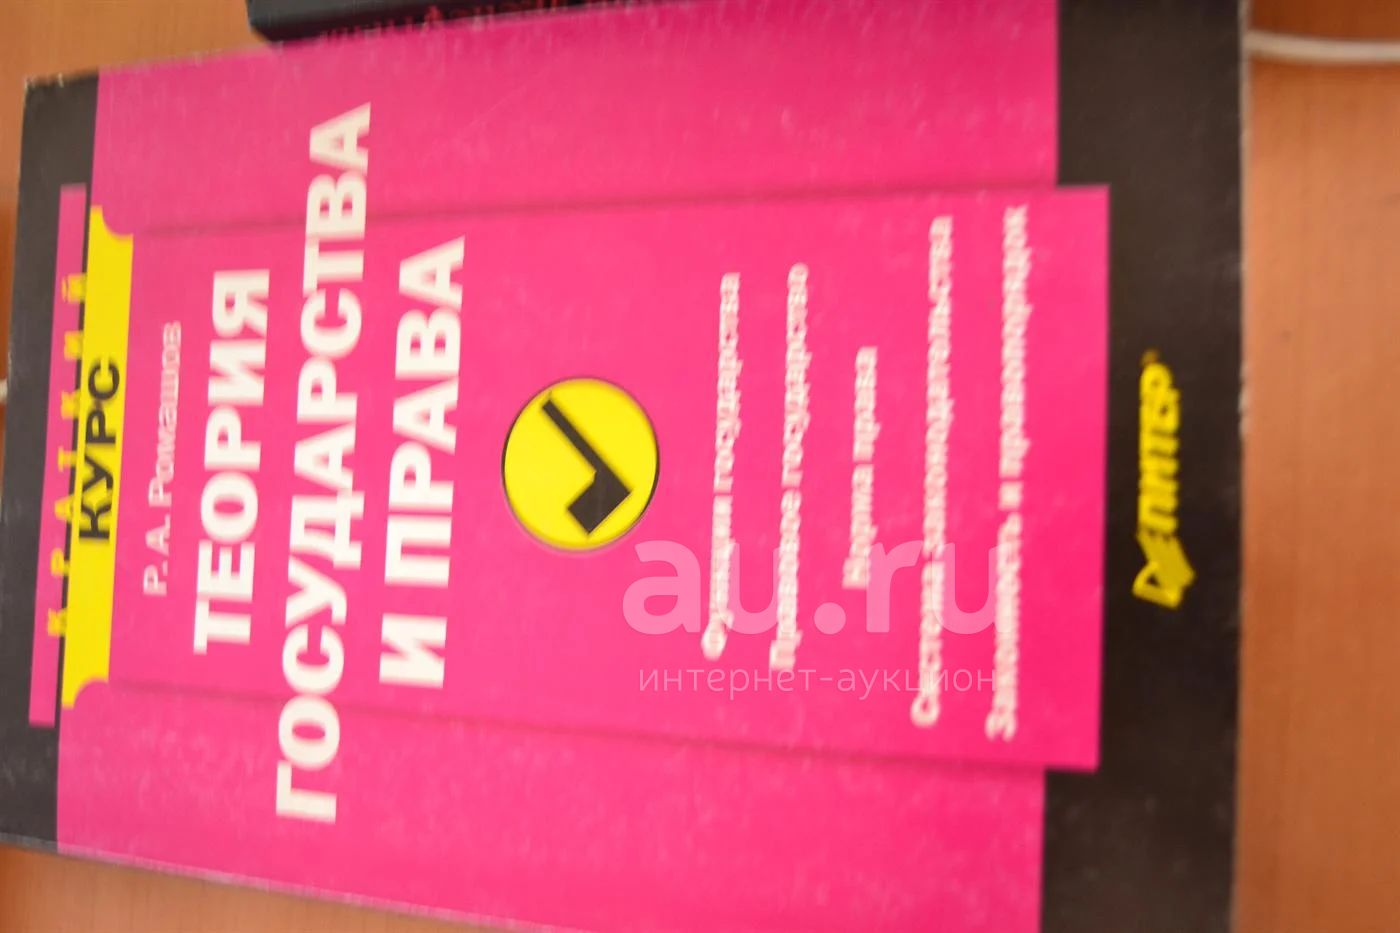 КРАТКИЙ
КУРС
Р. А. Ромашов
ТЕОРИЯ
ГОСУДАРСТВА
И ПРАВА
Функции государства
Правовое государство
Норма права
Система законодательства
Законность и правопорядок
ПИТЕР
au.ru
интернет-аукцион